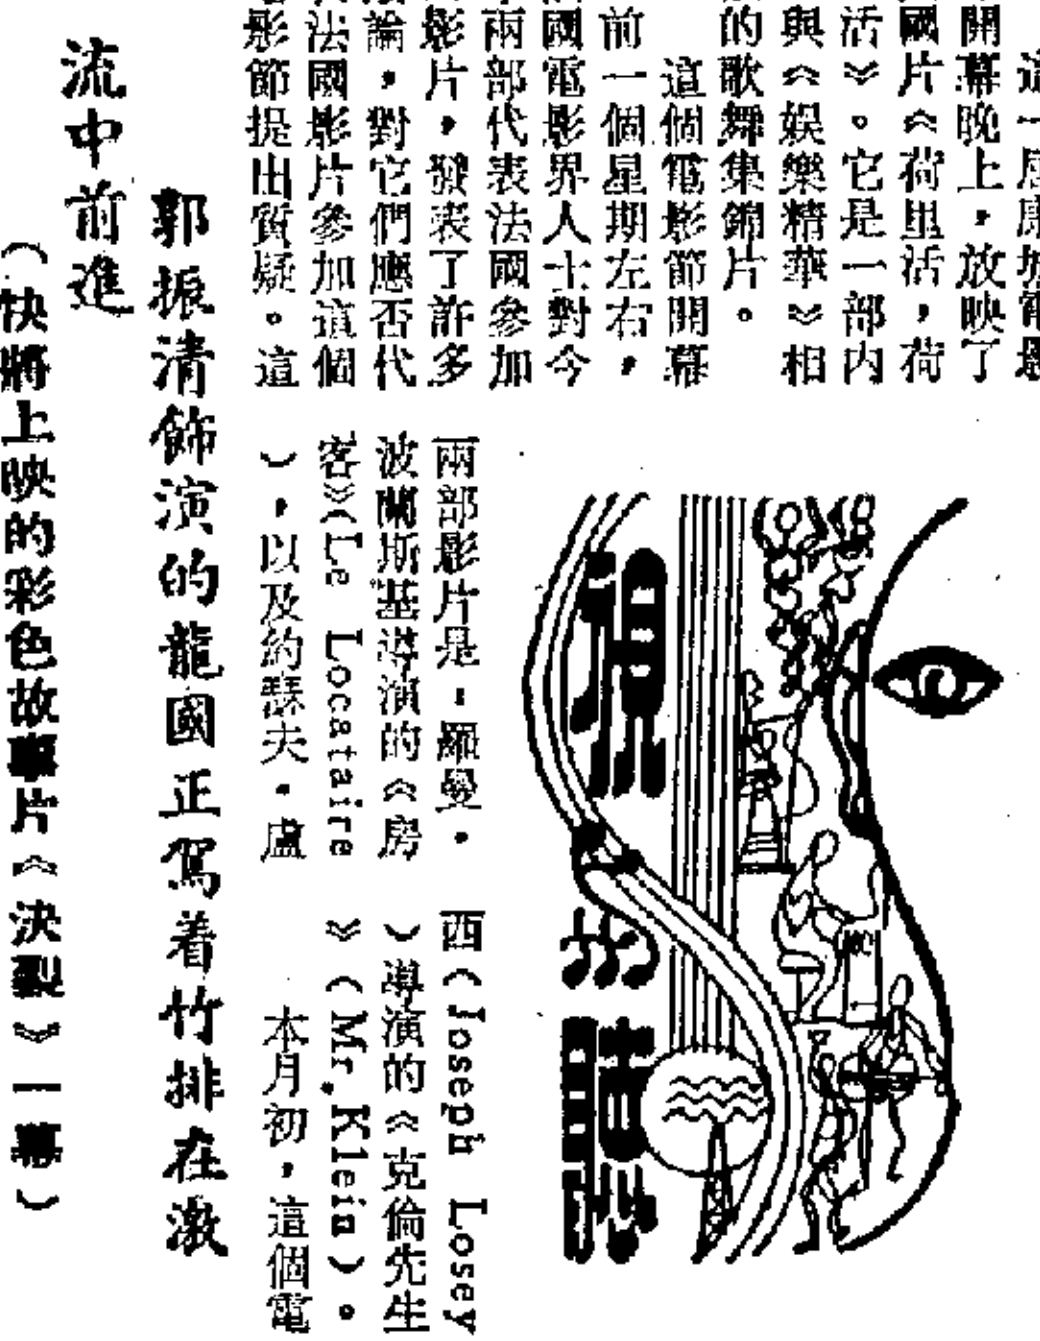 這一屆康城電影
開幕晚上，放映了
國片《荷里活，荷
活》。它是一部内
與《娛樂精華》相
的歌舞集錦片。
這個電影節開幕
前一個星期左右，
國電影界人士對今
兩部代表法國參加
影片，發表了許多
論，對它們應否代
法國影片參加這個
影節提出質疑。這
視
聽
兩部影片是：羅曼·
波蘭斯基導演的《房
客》(Le Locataire
），以及約瑟夫·盧
西（Joseph Losey
）導演的《克倫先生
》（Mr. Klein）。
本月初，這個電
郭振清飾演的龍國正駕着竹排在激
流中前進
（快將上映的彩色故事片《決裂》一幕）